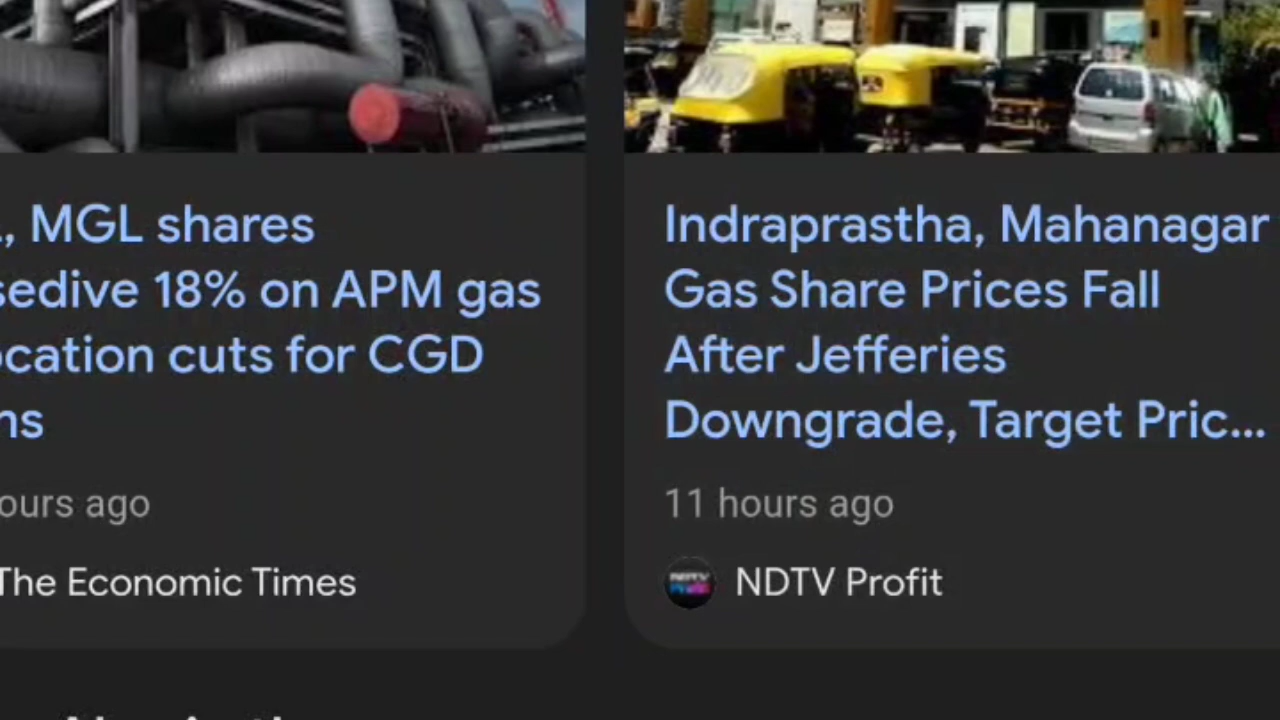 , MGL shares
sedive 18% on APM gas
ocation cuts for CGD
ns
ours ago
The Economic Times
Indraprastha, Mahanagar
Gas Share Prices Fall
After Jefferies
Downgrade, Target Pric...
11 hours ago
NDTV Profit